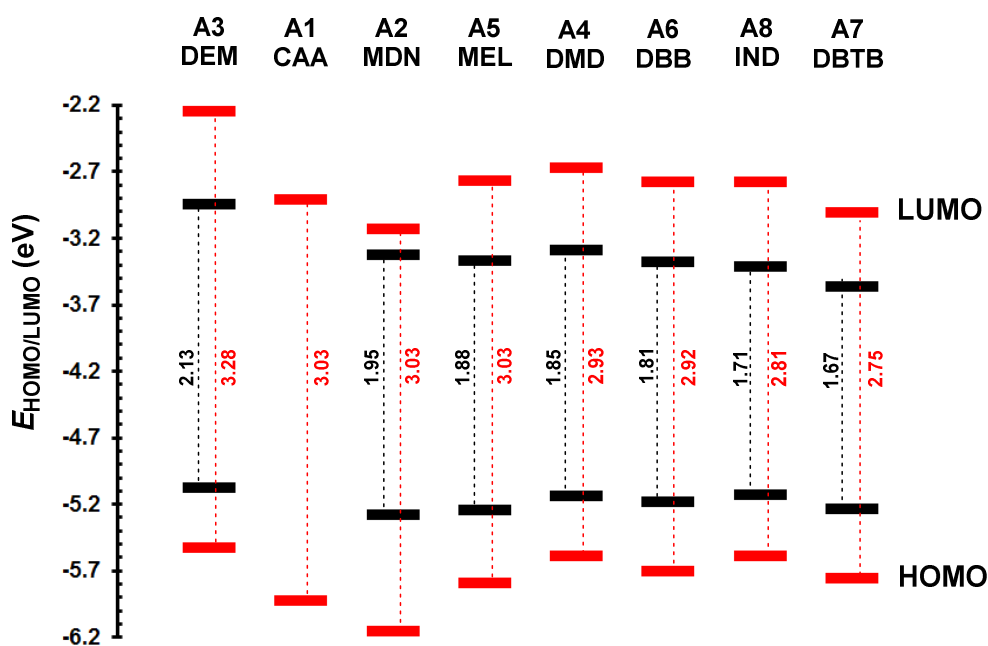 A3 A1 A2 A5 A4 A6 A8 A7
DEM CAA MDN MEL DMD DBB IND DBTB
-2.2
-2.7
-3.2
-3.7
-4.2
-4.7
-5.2
-5.7
-6.2
EHOMO/LUMO (eV)
LUMO
2.13 3.28 3.03 1.95 3.03 1.88 3.03 1.85 2.93 1.81 2.92 1.71 2.81 1.67 2.75
HOMO